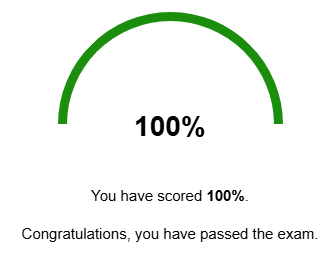 100%
You have scored 100%.
Congratulations, you have passed the exam.